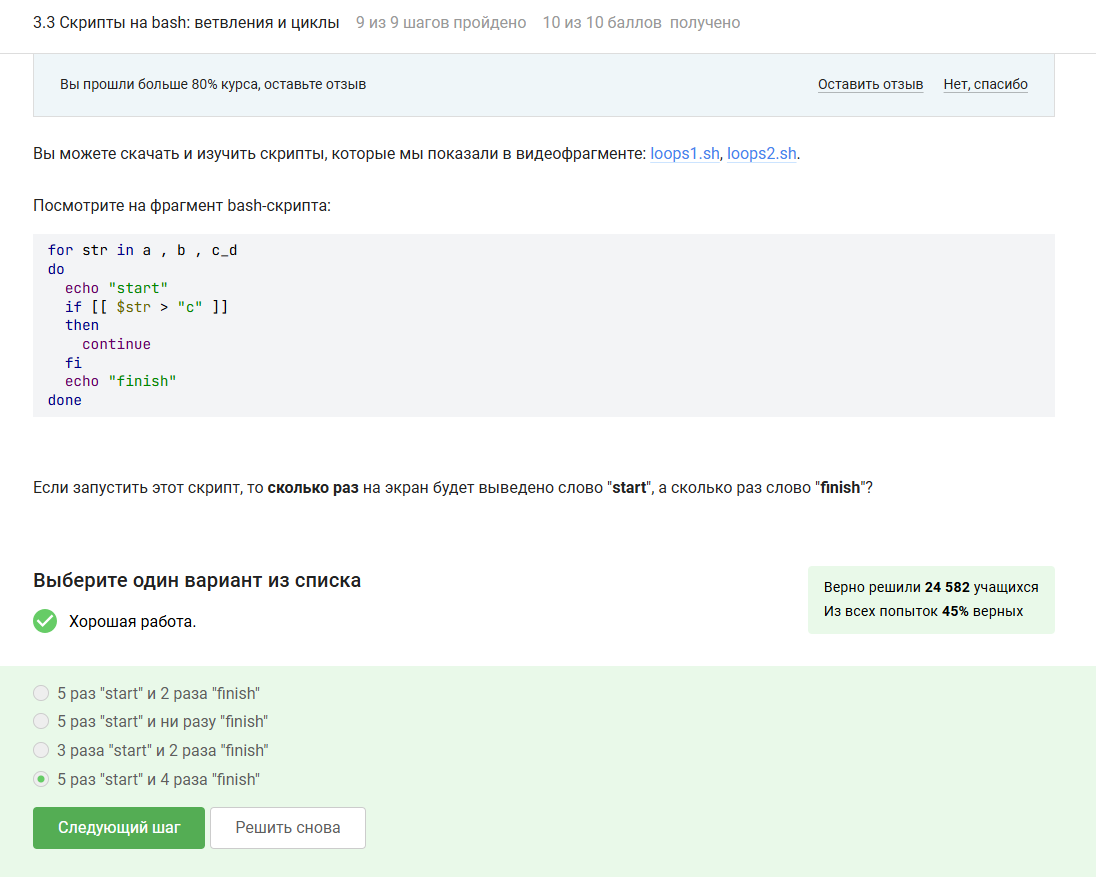 3.3 Скрипты на bash: ветвления и циклы 9 из 9 шагов пройдено 10 из 10 баллов получено
Вы прошли больше 80% курса, оставьте отзыв Оставить отзыв Нет, спасибо
Вы можете скачать и изучить скрипты, которые мы показали в видеофрагменте: loops1.sh, loops2.sh.
Посмотрите на фрагмент bash-скрипта:
for str in a , b , c_d
do
  echo "start"
  if [[ $str > "c" ]]
  then
    continue
  fi
  echo "finish"
done
Если запустить этот скрипт, то сколько раз на экран будет выведено слово "start", а сколько раз слово "finish"?
Выберите один вариант из списка
Верно решили 24 582 учащихся
Из всех попыток 45% верных
Хорошая работа.
5 раз "start" и 2 раза "finish"
5 раз "start" и ни разу "finish"
3 раза "start" и 2 раза "finish"
5 раз "start" и 4 раза "finish"
Следующий шаг Решить снова